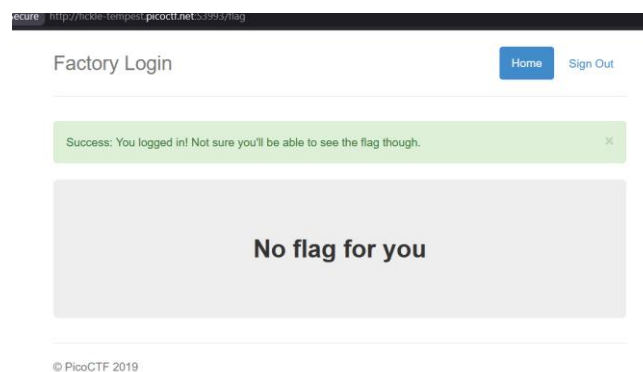 ecure http://fickle-tempest.picoctf.net:53993/flag
Factory Login
Home
Sign Out
Success: You logged in! Not sure you'll be able to see the flag though.
×
No flag for you
© PicoCTF 2019